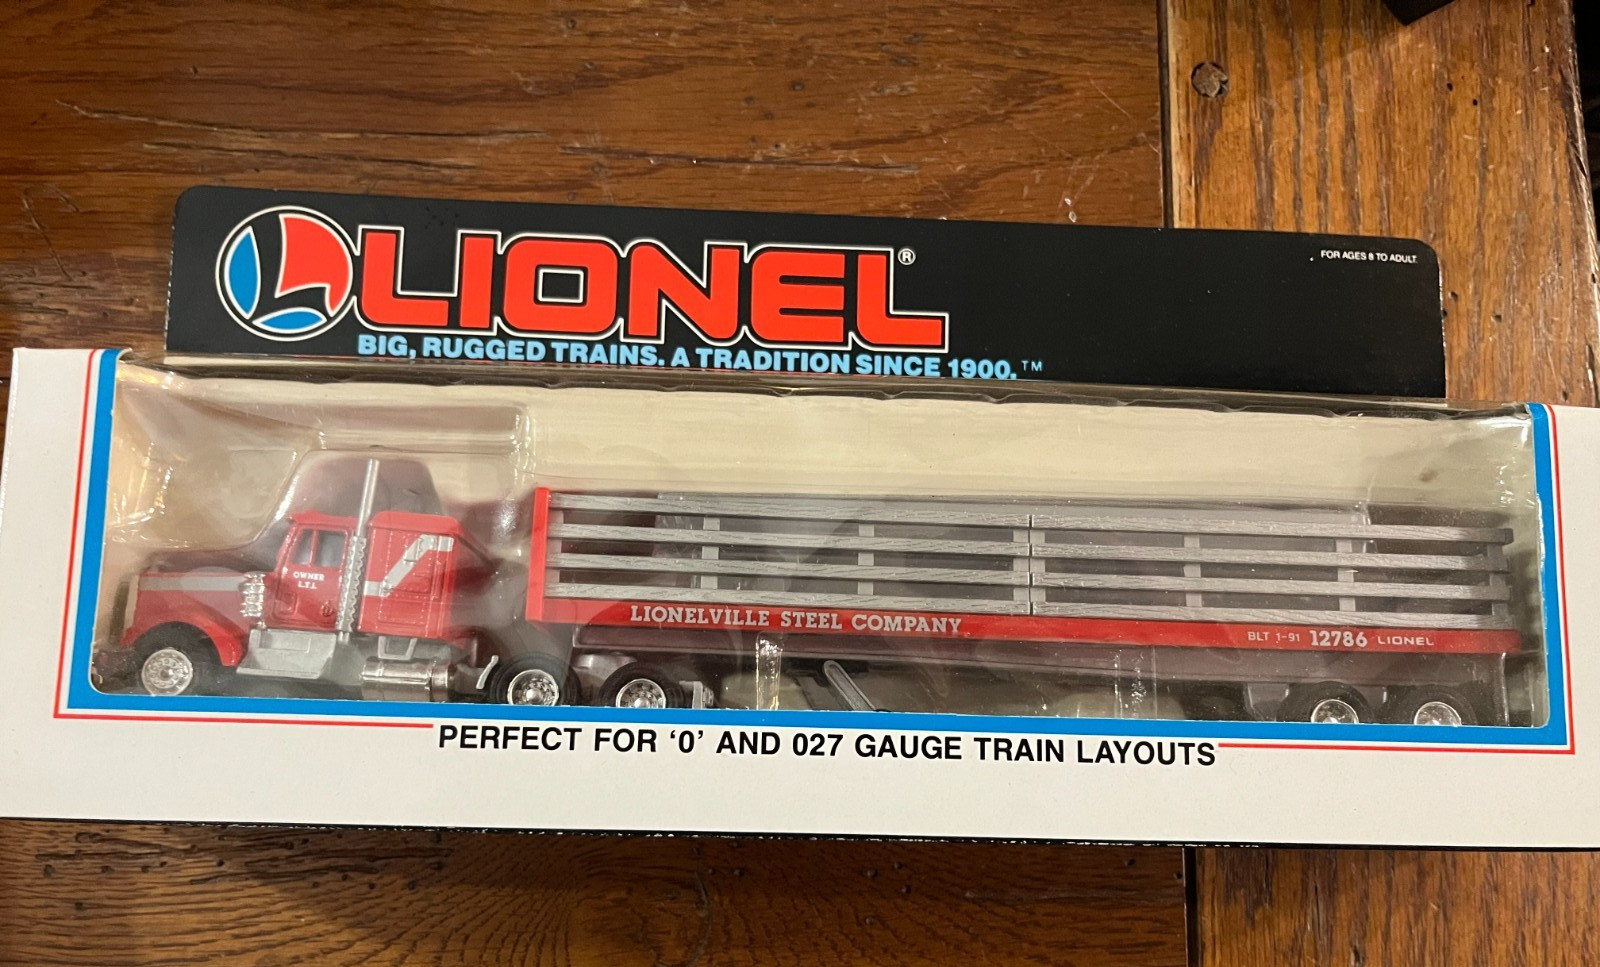 LIONEL®
FOR AGES 8 TO ADULT
BIG, RUGGED TRAINS. A TRADITION SINCE 1900.™
OWNER
L.T.I.
LIONELVILLE STEEL COMPANY
BLT 1-91 12786 LIONEL
PERFECT FOR ‘0’ AND 027 GAUGE TRAIN LAYOUTS